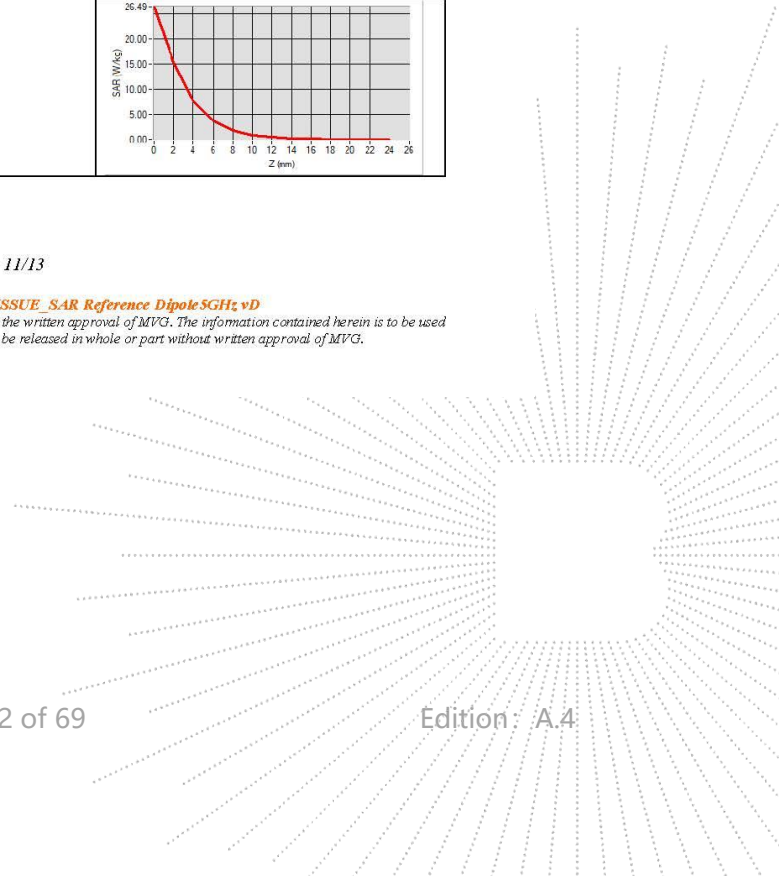 26.49
20.00
15.00
10.00
5.00
0.00
SAR (W/kg)
0 2 4 6 8 10 12 14 16 18 20 22 24 26
Z (mm)
11/13
SSUE_SAR Reference Dipole5GHz vD
the written approval of MVG. The information contained herein is to be used
be released in whole or part without written approval of MVG.
2 of 69
Edition：A.4